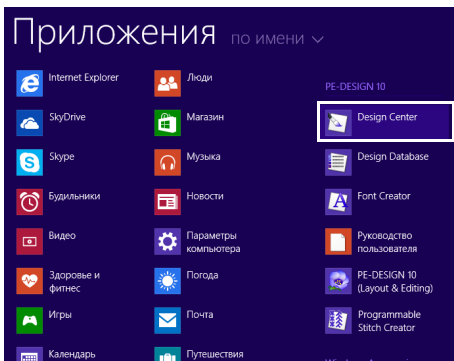 Приложения по имени
Internet Explorer
SkyDrive
Skype
Будильники
Видео
Здоровье и
фитнес
Игры
Календарь
Люди
Магазин
Музыка
Новости
Параметры
компьютера
Погода
Почта
Путешествия
PE-DESIGN 10
Design Center
Design Database
Font Creator
Руководство
пользователя
PE-DESIGN 10
(Layout & Editing)
Programmable
Stitch Creator